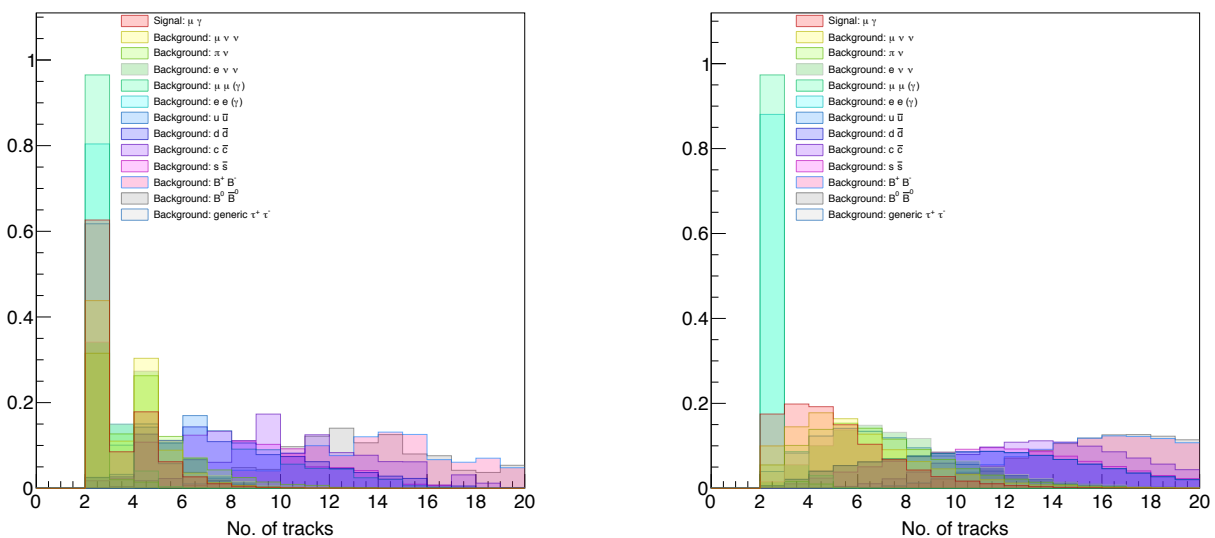 Signal: μ γ
Background: μ ν ν
Background: π ν
Background: e ν ν
Background: μ μ (γ)
Background: e e (γ)
Background: u u̅
Background: d d̅
Background: c c̅
Background: s s̅
Background: B⁺ B⁻
Background: B⁰ B̅⁰
Background: generic τ⁺ τ⁻
1
0.8
0.6
0.4
0.2
0
0 2 4 6 8 10 12 14 16 18 20
No. of tracks
Signal: μ γ
Background: μ ν ν
Background: π ν
Background: e ν ν
Background: μ μ (γ)
Background: e e (γ)
Background: u u̅
Background: d d̅
Background: c c̅
Background: s s̅
Background: B⁺ B⁻
Background: B⁰ B̅⁰
Background: generic τ⁺ τ⁻
1
0.8
0.6
0.4
0.2
0
0 2 4 6 8 10 12 14 16 18 20
No. of tracks